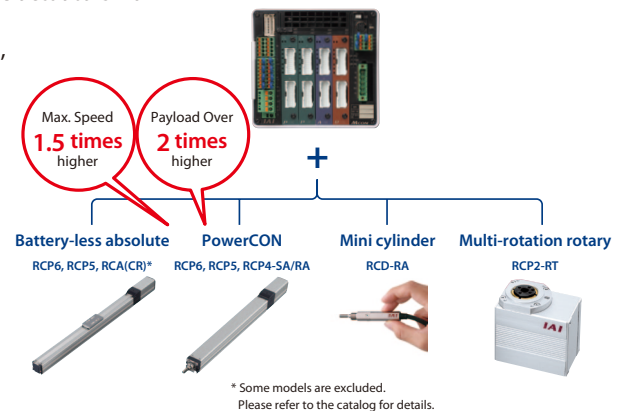 ,
Max. Speed
1.5 times
higher
Payload Over
2 times
higher
+
Battery-less absolute
RCP6, RCP5, RCA(CR)*
PowerCON
RCP6, RCP5, RCP4-SA/RA
Mini cylinder
RCD-RA
Multi-rotation rotary
RCP2-RT
IAI
* Some models are excluded.
Please refer to the catalog for details.